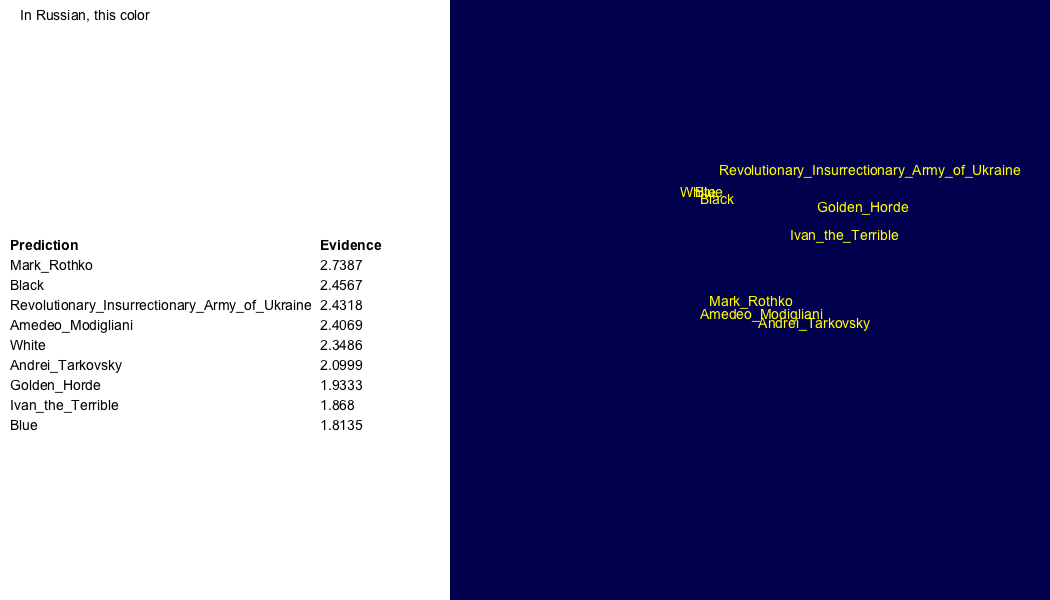 In Russian, this color
Prediction Evidence
Mark_Rothko 2.7387
Black 2.4567
Revolutionary_Insurrectionary_Army_of_Ukraine 2.4318
Amedeo_Modigliani 2.4069
White 2.3486
Andrei_Tarkovsky 2.0999
Golden_Horde 1.9333
Ivan_the_Terrible 1.868
Blue 1.8135
Revolutionary_Insurrectionary_Army_of_Ukraine
White
Blue
Black
Golden_Horde
Ivan_the_Terrible
Mark_Rothko
Amedeo_Modigliani
Andrei_Tarkovsky